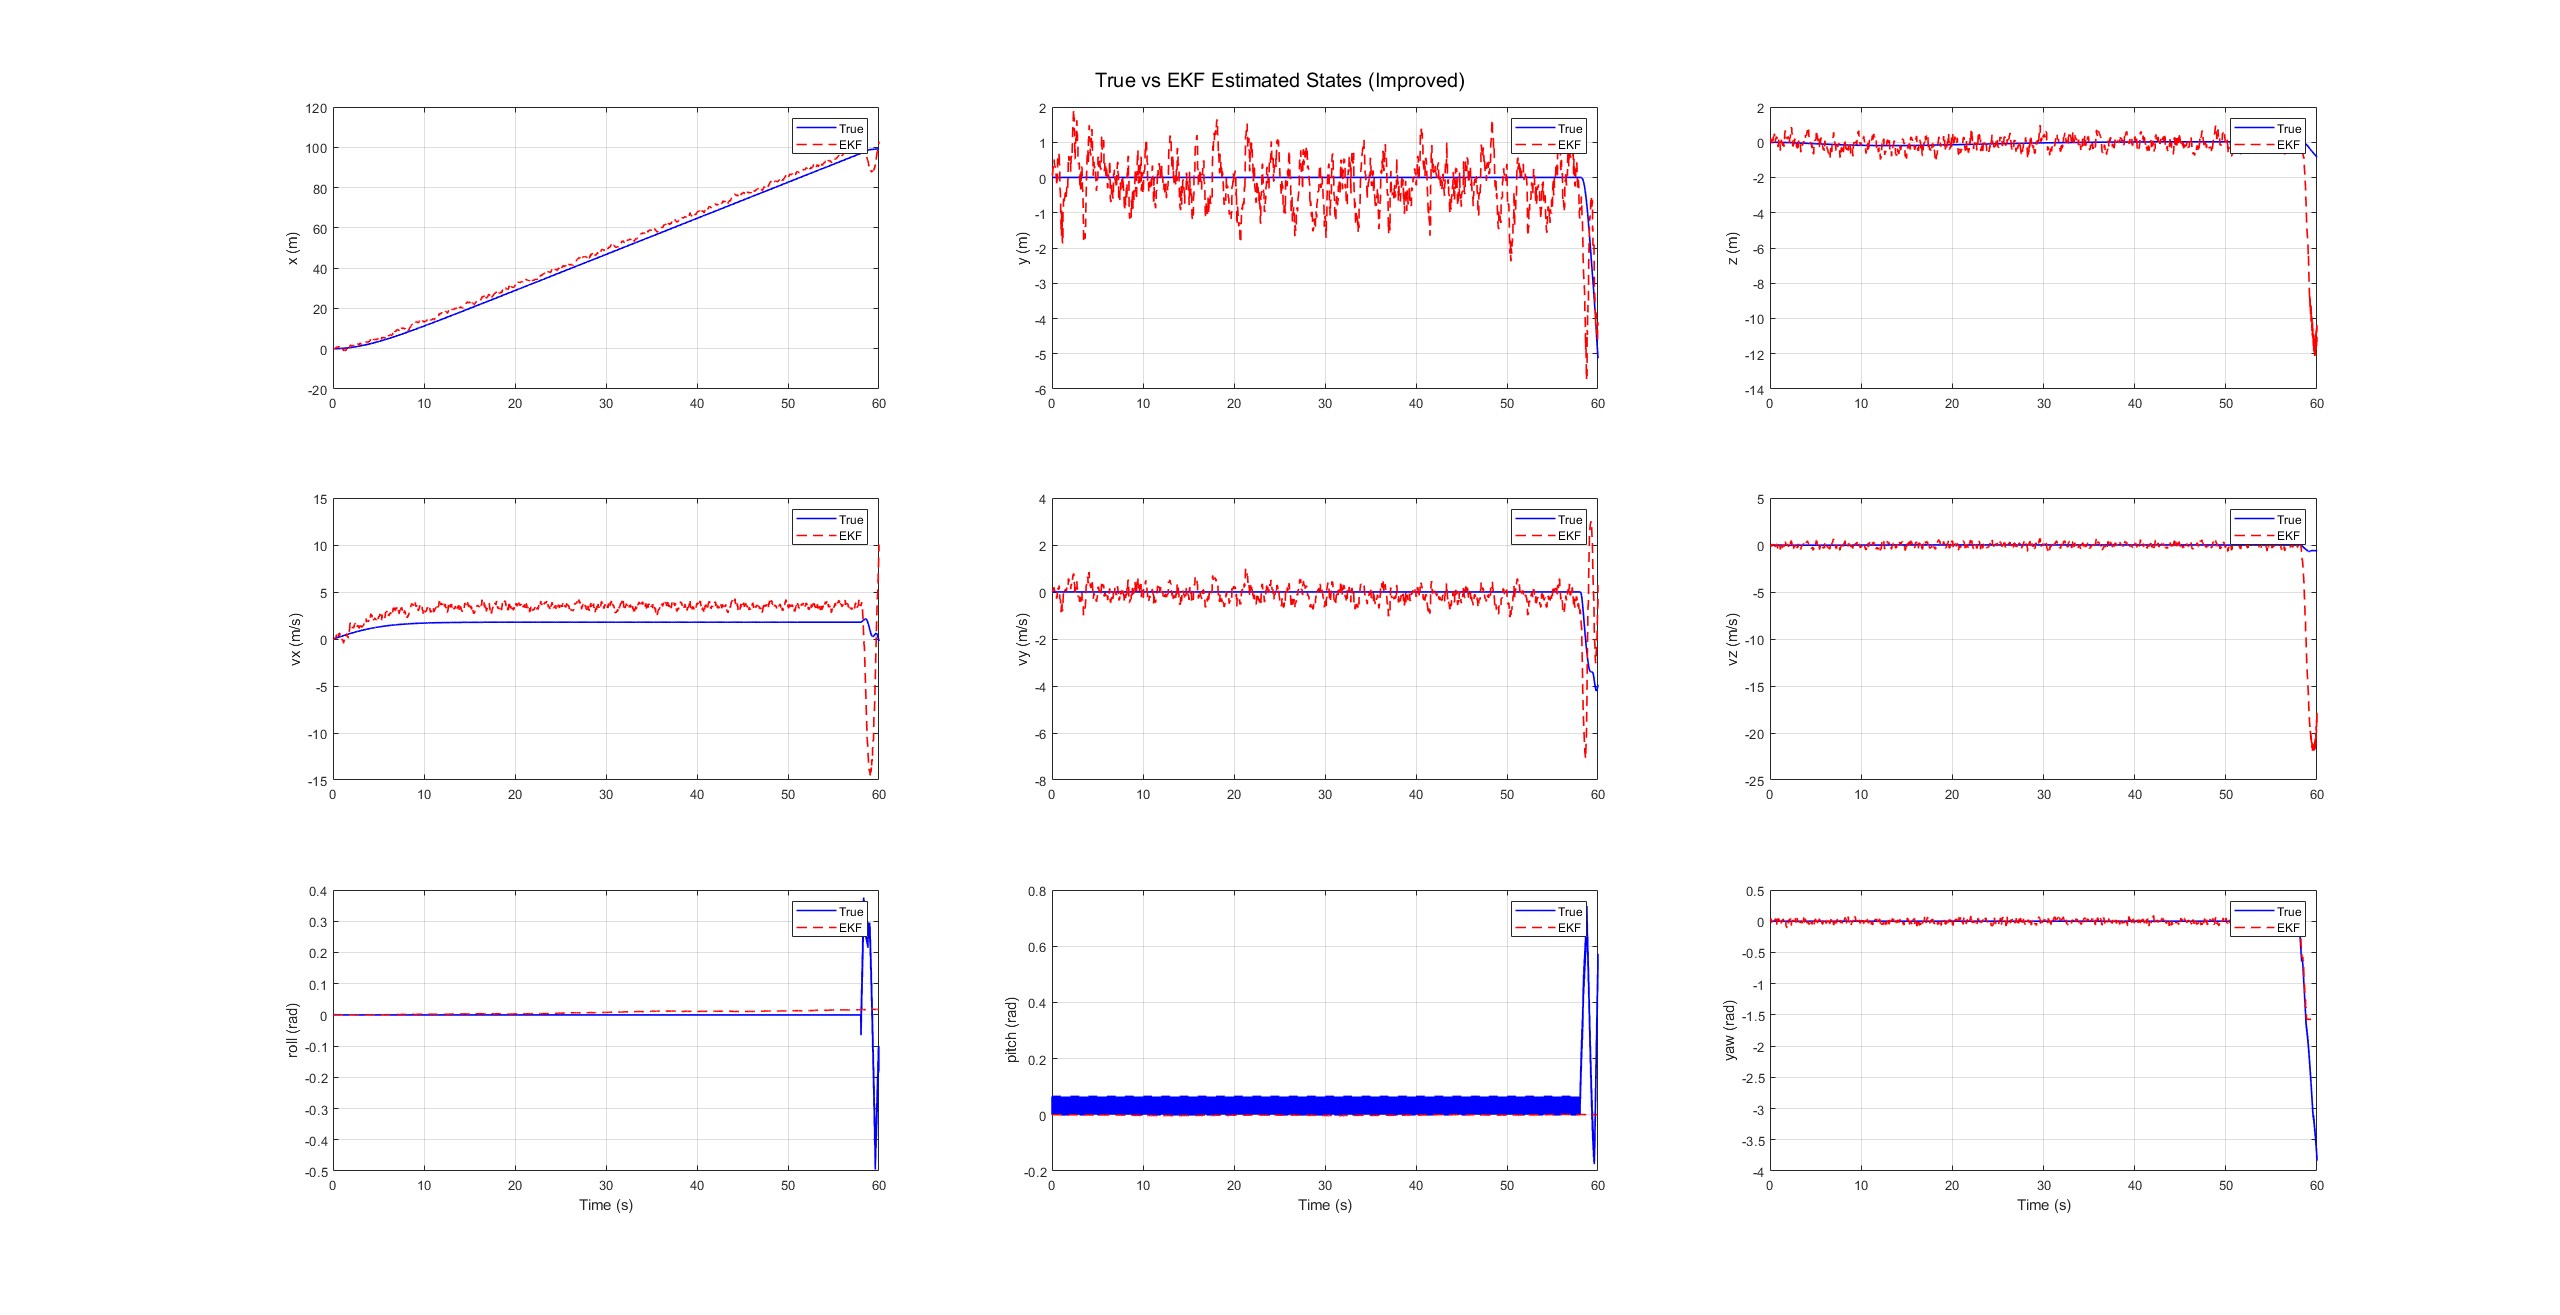 True vs EKF Estimated States (Improved)
120
100
80
60
40
20
0
-20
x (m)
True
EKF
0 10 20 30 40 50 60
2
1
0
-1
-2
-3
-4
-5
-6
y (m)
True
EKF
0 10 20 30 40 50 60
2
0
-2
-4
-6
-8
-10
-12
-14
z (m)
True
EKF
0 10 20 30 40 50 60
15
10
5
0
-5
-10
-15
vx (m/s)
True
EKF
0 10 20 30 40 50 60
4
2
0
-2
-4
-6
-8
vy (m/s)
True
EKF
0 10 20 30 40 50 60
5
0
-5
-10
-15
-20
-25
vz (m/s)
True
EKF
0 10 20 30 40 50 60
0.4
0.3
0.2
0.1
0
-0.1
-0.2
-0.3
-0.4
-0.5
roll (rad)
True
EKF
0 10 20 30 40 50 60
Time (s)
0.8
0.6
0.4
0.2
0
-0.2
pitch (rad)
True
EKF
0 10 20 30 40 50 60
Time (s)
0.5
0
-0.5
-1
-1.5
-2
-2.5
-3
-3.5
-4
yaw (rad)
True
EKF
0 10 20 30 40 50 60
Time (s)